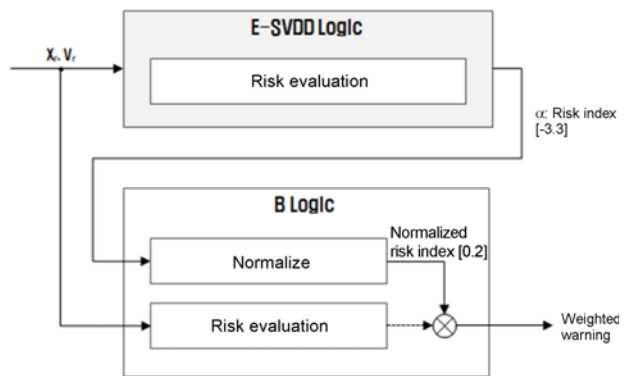 E-SVDD Logic
Xr, Vr
Risk evaluation
α: Risk index
[-3.3]
B Logic
Normalized
risk index [0.2]
Normalize
Risk evaluation
Weighted
warning